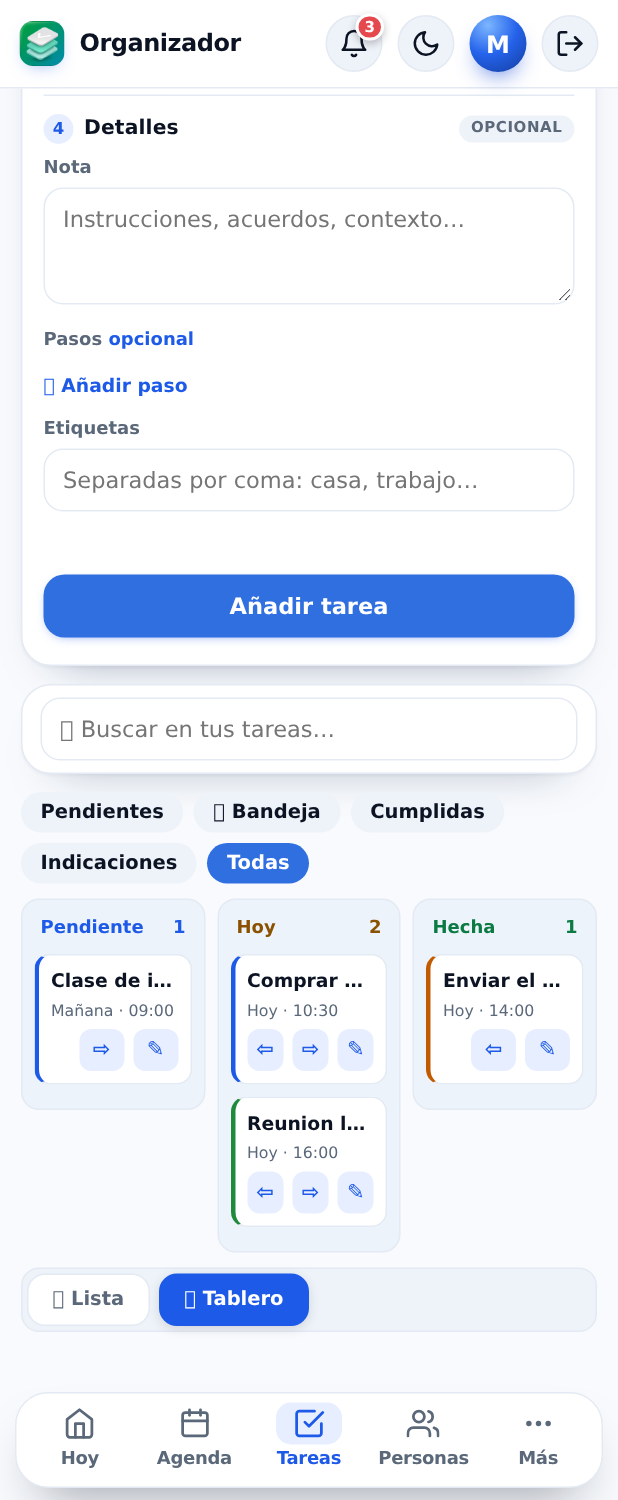 Organizador
3
M
4 Detalles
OPCIONAL
Nota
Instrucciones, acuerdos, contexto...
Pasos opcional
Añadir paso
Etiquetas
Separadas por coma: casa, trabajo...
Añadir tarea
Buscar en tus tareas...
Pendientes
Bandeja
Cumplidas
Indicaciones
Todas
Pendiente 1
Clase de i...
Mañana · 09:00
⇨ ✎
Hoy 2
Comprar ...
Hoy · 10:30
⇦ ⇨ ✎
Reunion l...
Hoy · 16:00
⇦ ⇨ ✎
Hecha 1
Enviar el ...
Hoy · 14:00
⇦ ✎
Lista
Tablero
Hoy
Agenda
Tareas
Personas
Más